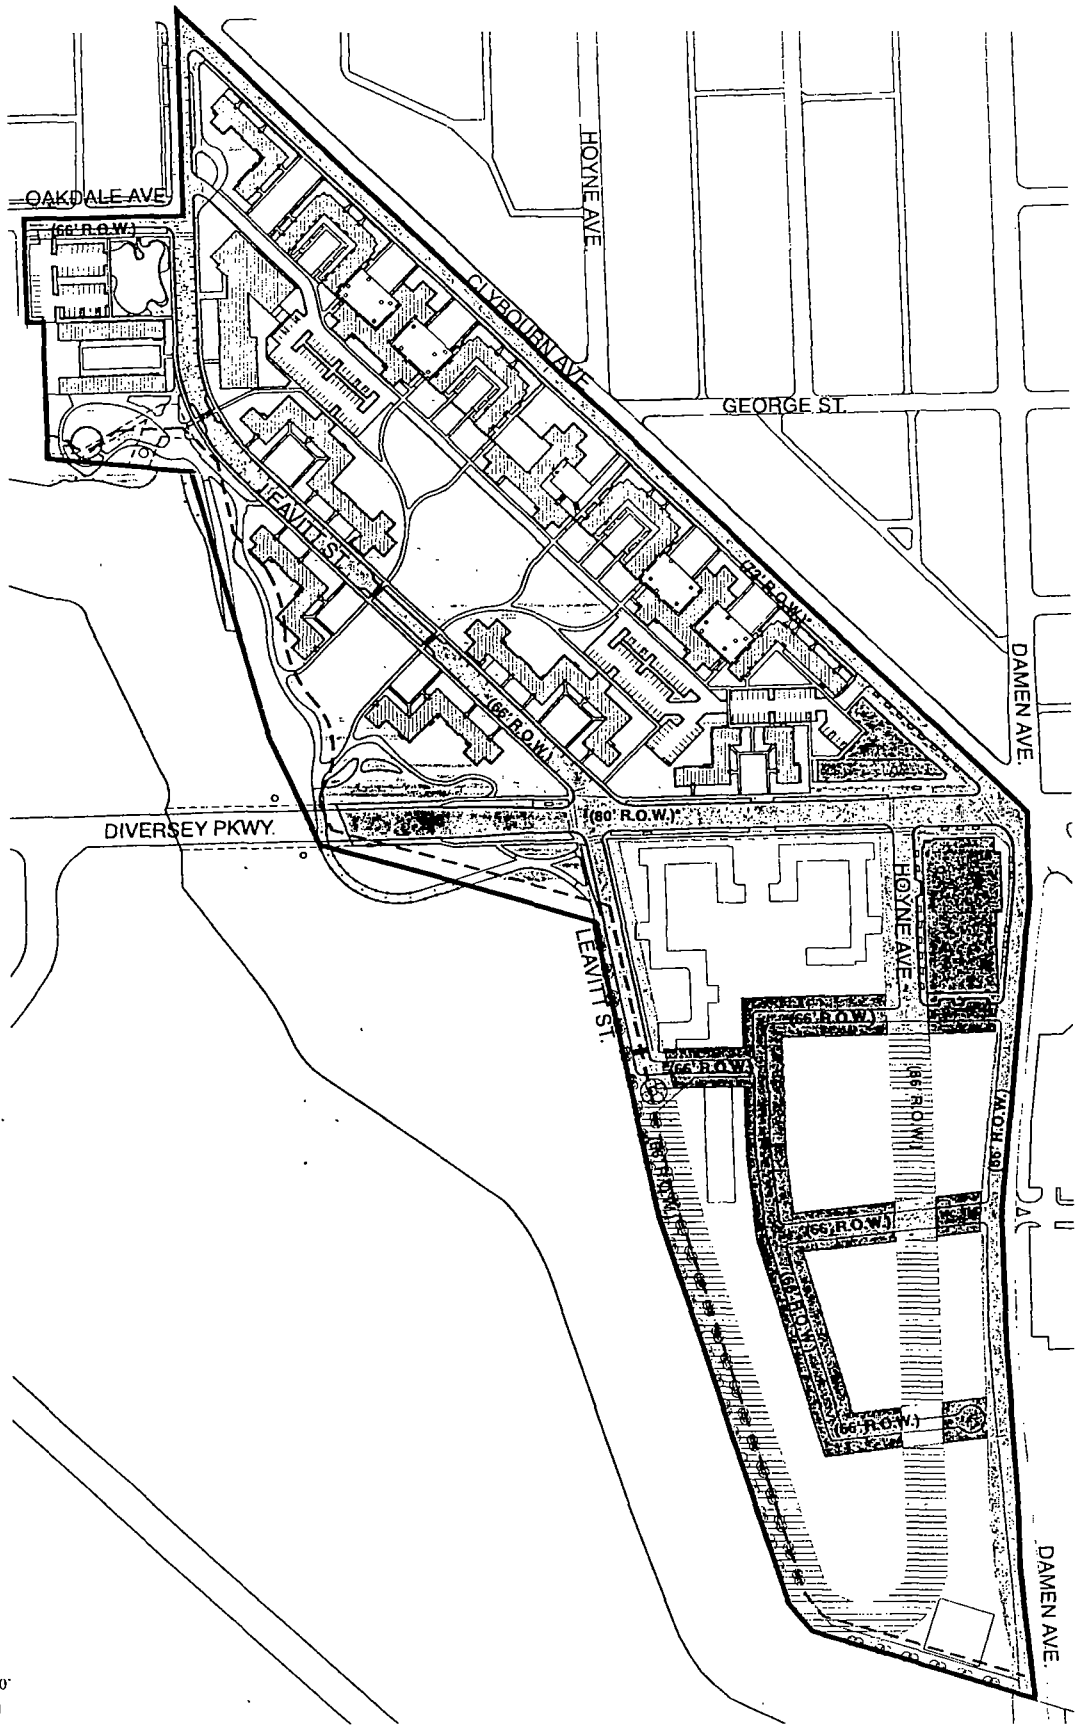 OAKDALE AVE.
(66' R.O.W.)
HOYNE AVE
CLYBOURN AVE.
GEORGE ST.
LEAVITT ST.
(72' R.O.W.)*
DAMEN AVE.
(66' R.O.W.)
(80' R.O.W.)*
DIVERSEY PKWY.
HOYNE AVE.
LEAVITT ST.
(66' R.O.W.)
(66' R.O.W.)
(66' R.O.W.)
(66' R.O.W.)
(66' R.O.W.)
(66' R.O.W.)
(66' R.O.W.)
(66' R.O.W.)
DAMEN AVE.